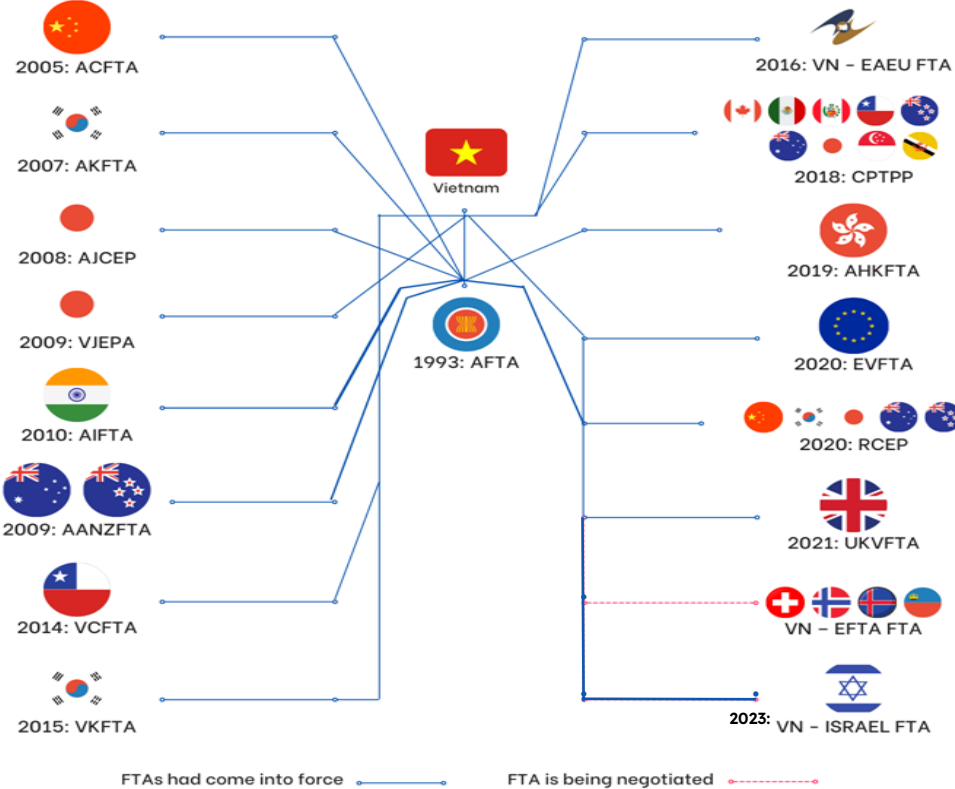 2005: ACFTA
2007: AKFTA
2008: AJCEP
2009: VJEPA
2010: AIFTA
2009: AANZFTA
2014: VCFTA
2015: VKFTA
Vietnam
1993: AFTA
2016: VN – EAEU FTA
2018: CPTPP
2019: AHKFTA
2020: EVFTA
2020: RCEP
2021: UKVFTA
VN – EFTA FTA
2023: VN – ISRAEL FTA
FTAs had come into force
FTA is being negotiated